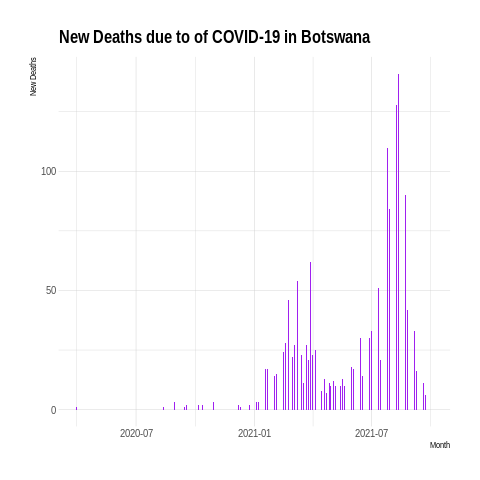 New Deaths due to of COVID-19 in Botswana
New Deaths
100
50
0
2020-07
2021-01
2021-07
Month